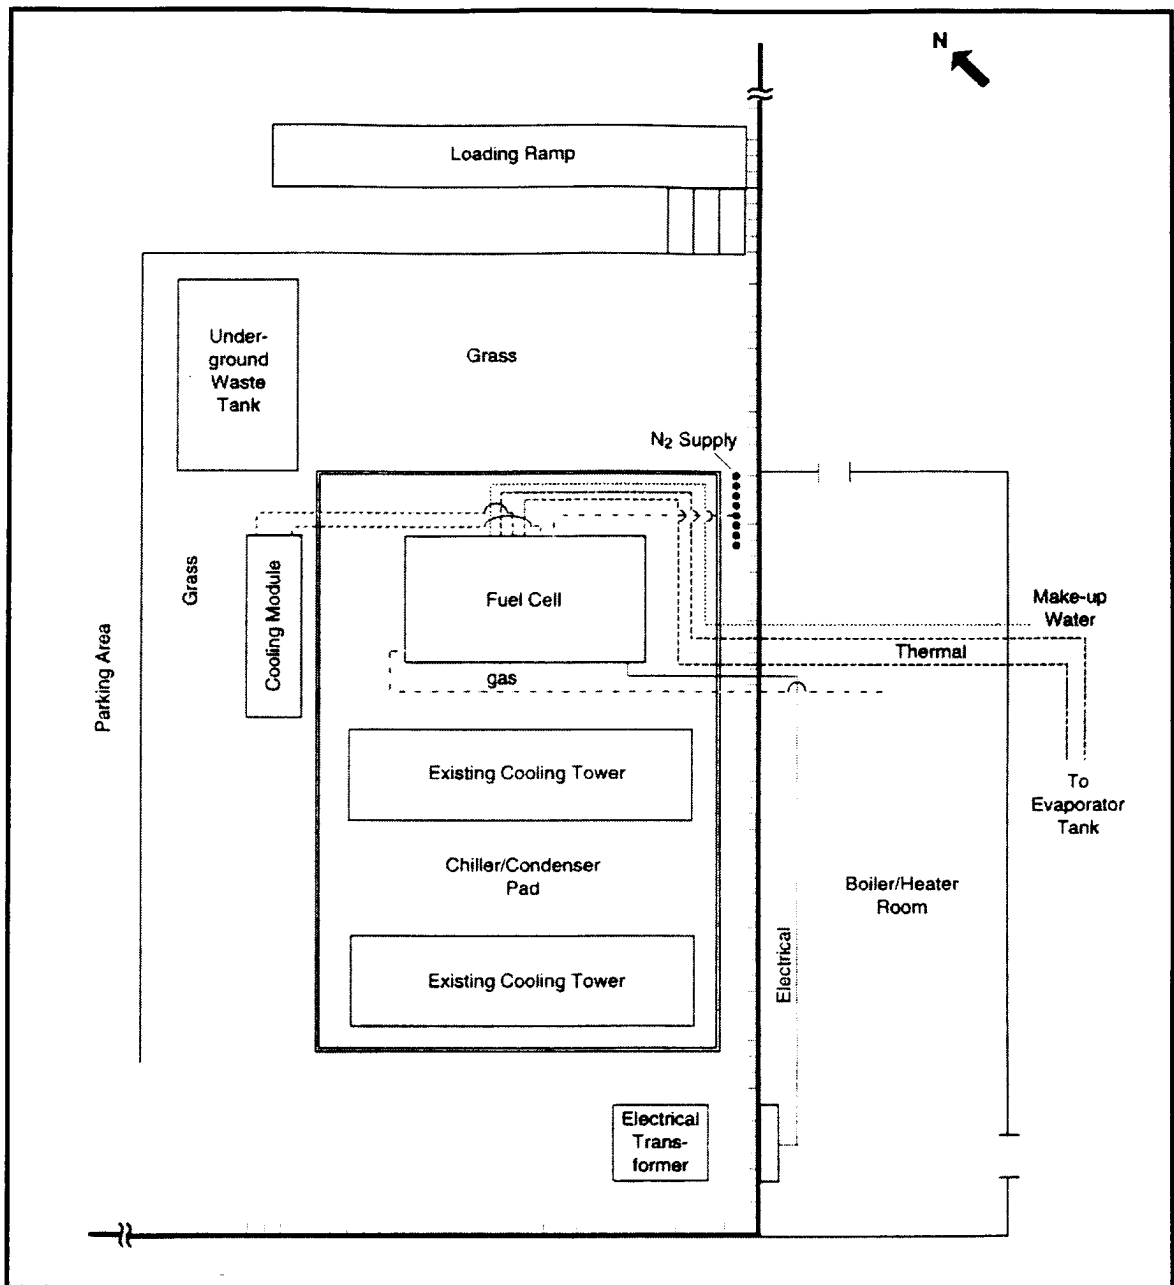 N
Loading Ramp
Under-
ground
Waste
Tank
Grass
N2 Supply
Grass
Cooling Module
Fuel Cell
Make-up
Water
Thermal
Parking Area
gas
Existing Cooling Tower
To
Evaporator
Tank
Chiller/Condenser
Pad
Boiler/Heater
Room
Electrical
Existing Cooling Tower
Electrical
Trans-
former